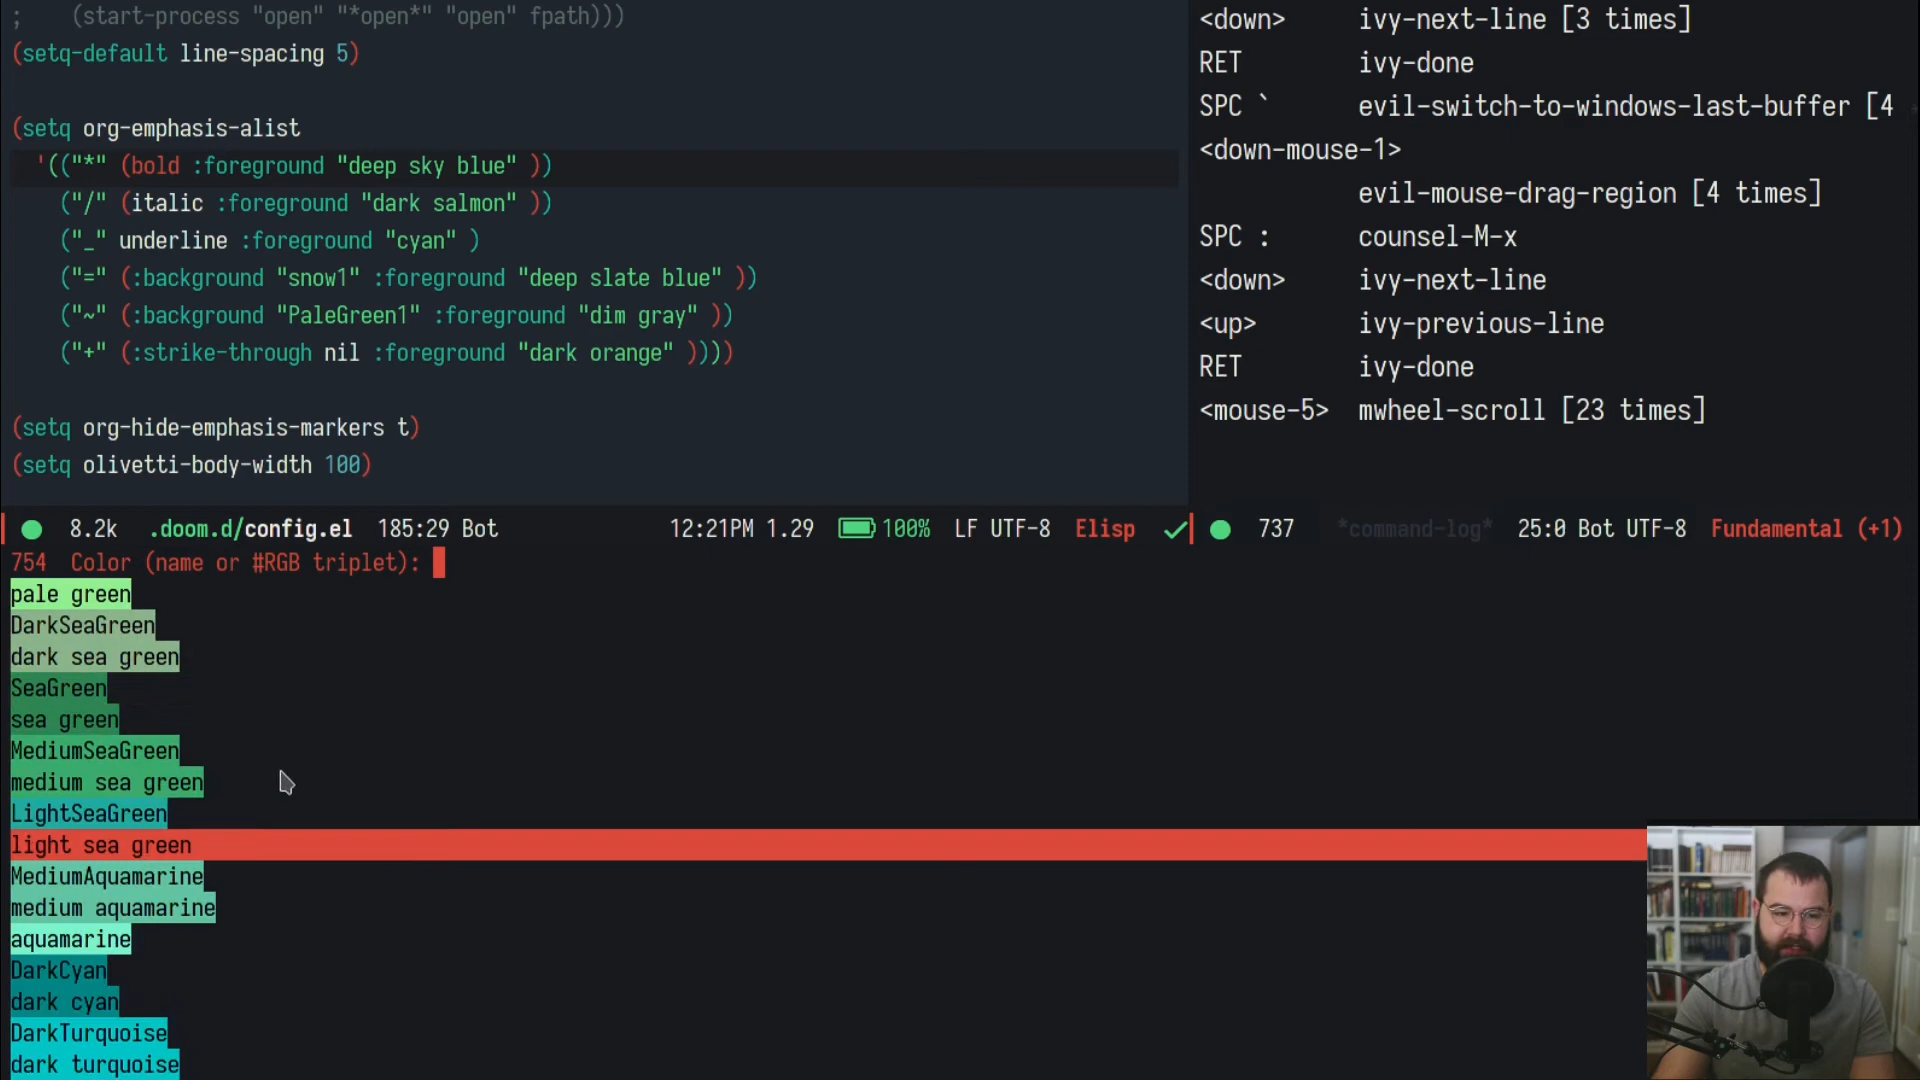 ;    (start-process "open" "*open*" "open" fpath)))
(setq-default line-spacing 5)
(setq org-emphasis-alist
'(("*" (bold :foreground "deep sky blue" ))
("/" (italic :foreground "dark salmon" ))
("_" underline :foreground "cyan" )
("=" (:background "snow1" :foreground "deep slate blue" ))
("~" (:background "PaleGreen1" :foreground "dim gray" ))
("+" (:strike-through nil :foreground "dark orange" ))))
(setq org-hide-emphasis-markers t)
(setq olivetti-body-width 100)
<down> ivy-next-line [3 times]
RET ivy-done
SPC ` evil-switch-to-windows-last-buffer [4
<down-mouse-1>
evil-mouse-drag-region [4 times]
SPC : counsel-M-x
<down> ivy-next-line
<up> ivy-previous-line
RET ivy-done
<mouse-5> mwheel-scroll [23 times]
8.2k .doom.d/config.el 185:29 Bot 12:21PM 1.29 100% LF UTF-8 Elisp
737 *command-log* 25:0 Bot UTF-8 Fundamental (+1)
754 Color (name or #RGB triplet):
pale green
DarkSeaGreen
dark sea green
SeaGreen
sea green
MediumSeaGreen
medium sea green
LightSeaGreen
light sea green
MediumAquamarine
medium aquamarine
aquamarine
DarkCyan
dark cyan
DarkTurquoise
dark turquoise